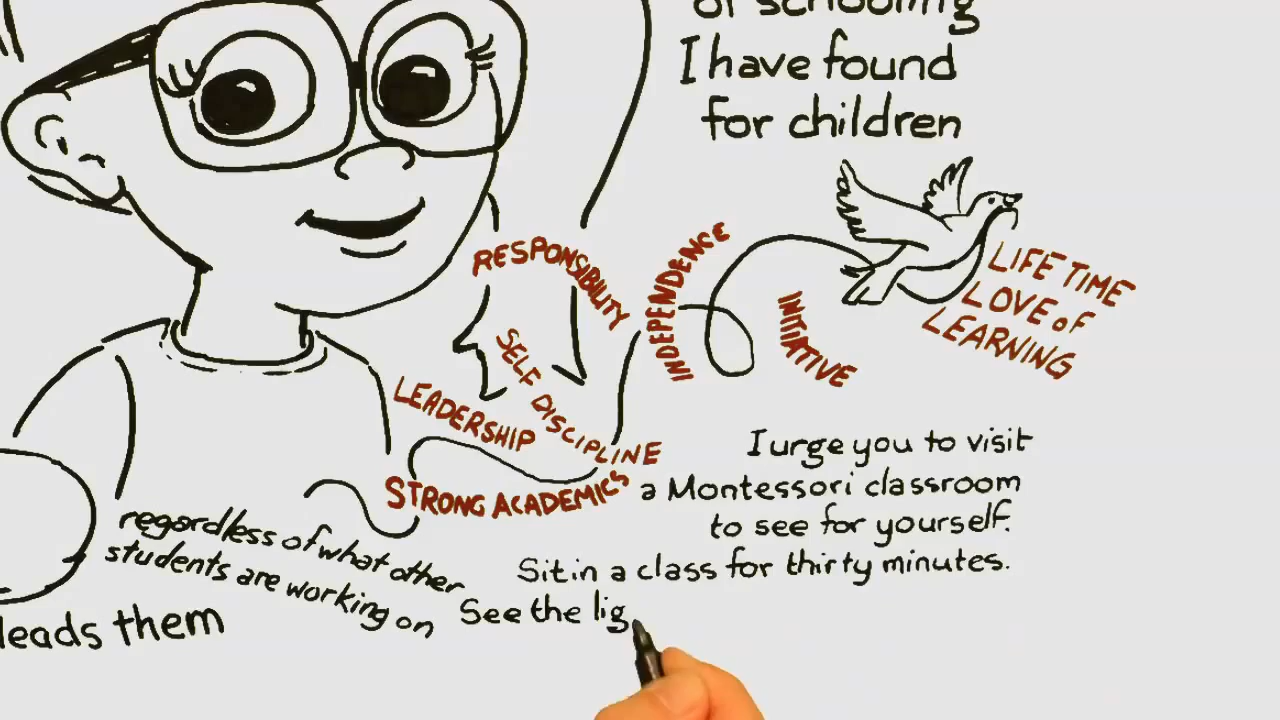 of schooling
I have found
for children
RESPONSIBILITY
INDEPENDENCE
INITIATIVE
LIFE TIME
LOVE OF
LEARNING
SELF DISCIPLINE
LEADERSHIP
STRONG ACADEMICS
I urge you to visit
a Montessori classroom
to see for yourself.
Sit in a class for thirty minutes.
See the lig
regardless of what other
students are working on
leads them